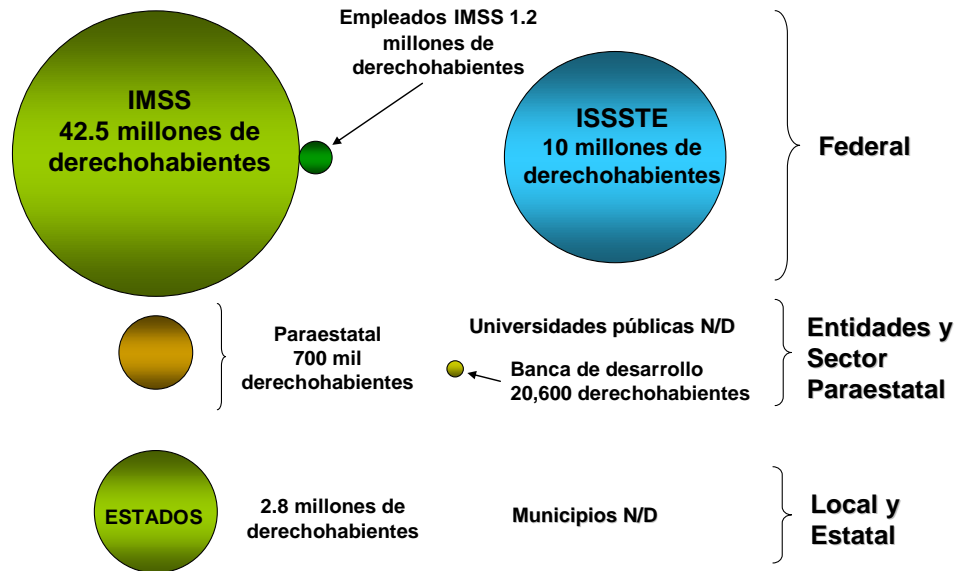 Empleados IMSS 1.2
millones de
derechohabientes
IMSS
42.5 millones de
derechohabientes
ISSSTE
10 millones de
derechohabientes
Federal
Paraestatal
700 mil
derechohabientes
Universidades públicas N/D
Banca de desarrollo
20,600 derechohabientes
Entidades y
Sector
Paraestatal
ESTADOS
2.8 millones de
derechohabientes
Municipios N/D
Local y
Estatal